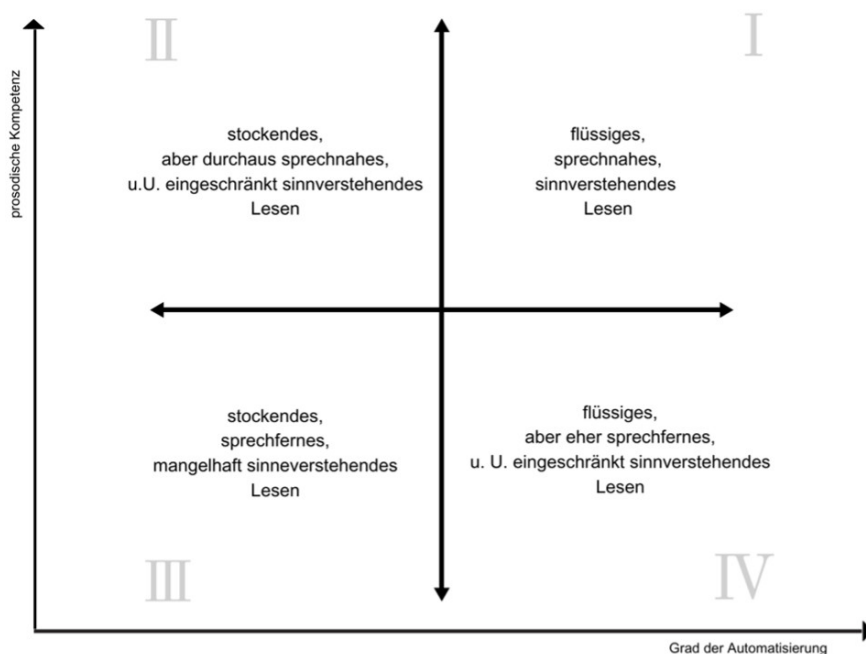 II
I
prosodische Kompetenz
stockendes,
aber durchaus sprechnahes,
u.U. eingeschränkt sinnverstehendes
Lesen
flüssiges,
sprechnahes,
sinnverstehendes
Lesen
stockendes,
sprechfernes,
mangelhaft sinneverstehendes
Lesen
flüssiges,
aber eher sprechfernes,
u. U. eingeschränkt sinnverstehendes
Lesen
III
IV
Grad der Automatisierung